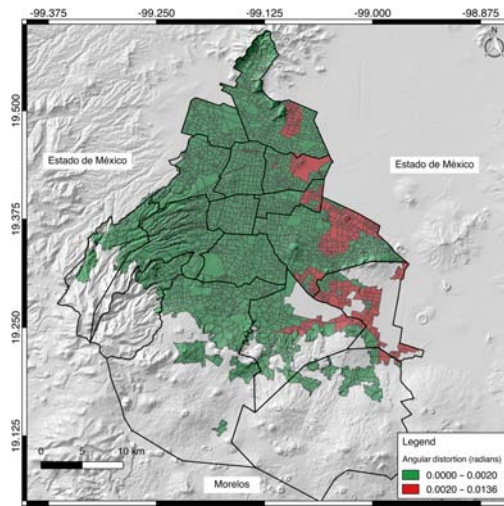 -99.375
-99.250
-99.125
-99.000
-98.875
N
19.500
Estado de México
Estado de México
19.375
19.250
19.125
0
5
10 km
Morelos
Legend
Angular distortion (radians)
0.0000 – 0.0020
0.0020 – 0.0136